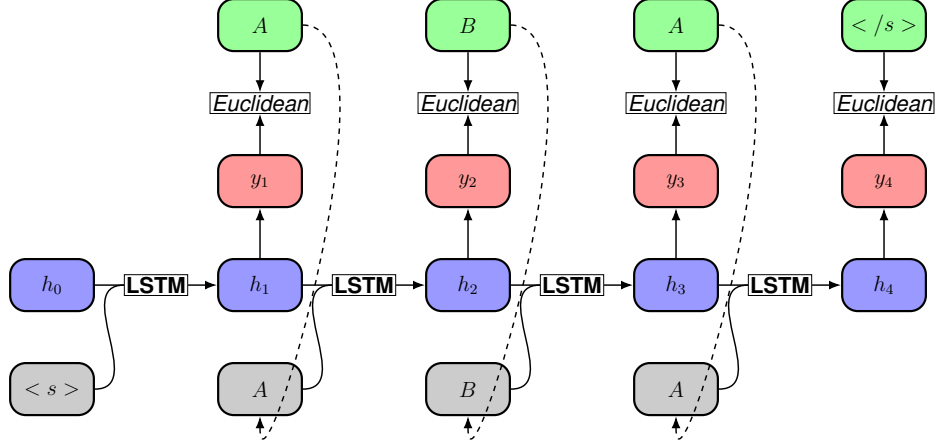 A B A < /s >
Euclidean Euclidean Euclidean Euclidean
y₁ y₂ y₃ y₄
h₀ LSTM h₁ LSTM h₂ LSTM h₃ LSTM h₄
< s > A B A